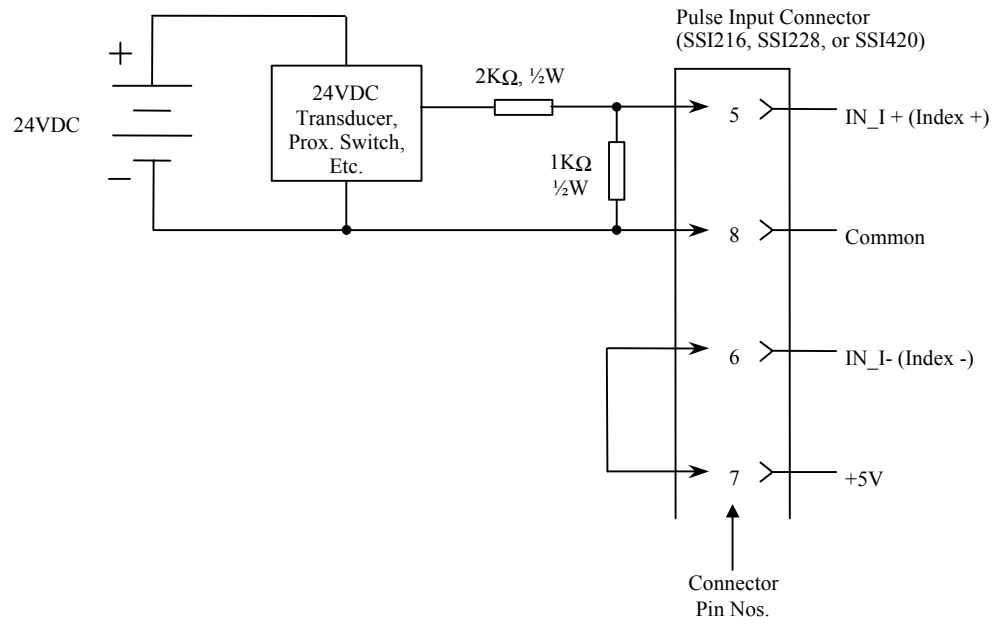 Pulse Input Connector
(SSI216, SSI228, or SSI420)
+
24VDC
−
24VDC
Transducer,
Prox. Switch,
Etc.
2KΩ, ½W
1KΩ
½W
5
IN_I + (Index +)
8
Common
6
IN_I- (Index -)
7
+5V
Connector
Pin Nos.